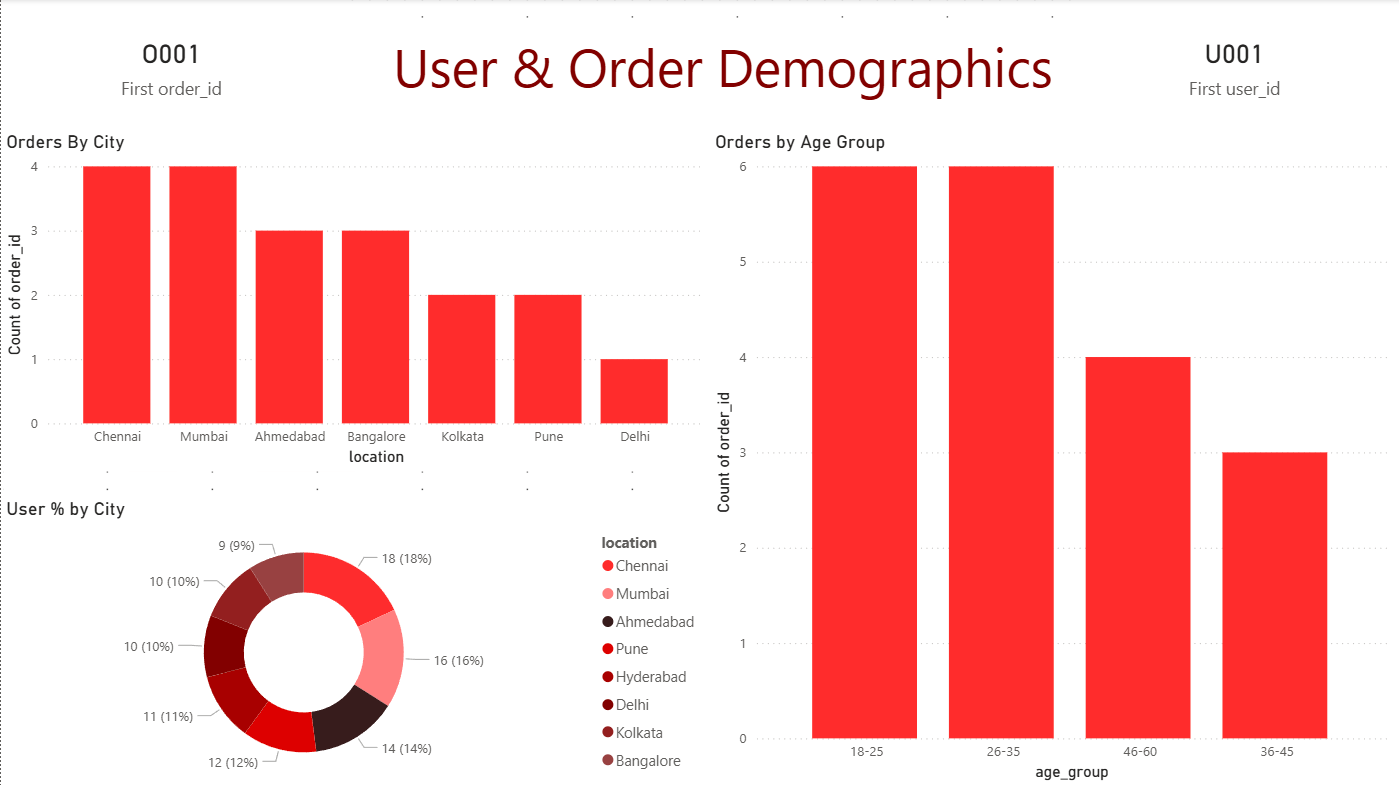 O001
First order_id
User & Order Demographics
U001
First user_id
Orders By City
Count of order_id
4
3
2
1
0
Chennai Mumbai Ahmedabad Bangalore Kolkata Pune Delhi
location
Orders by Age Group
Count of order_id
6
5
4
3
2
1
0
18-25 26-35 46-60 36-45
age_group
User % by City
18 (18%)
16 (16%)
14 (14%)
12 (12%)
11 (11%)
10 (10%)
10 (10%)
9 (9%)
location
Chennai
Mumbai
Ahmedabad
Pune
Hyderabad
Delhi
Kolkata
Bangalore